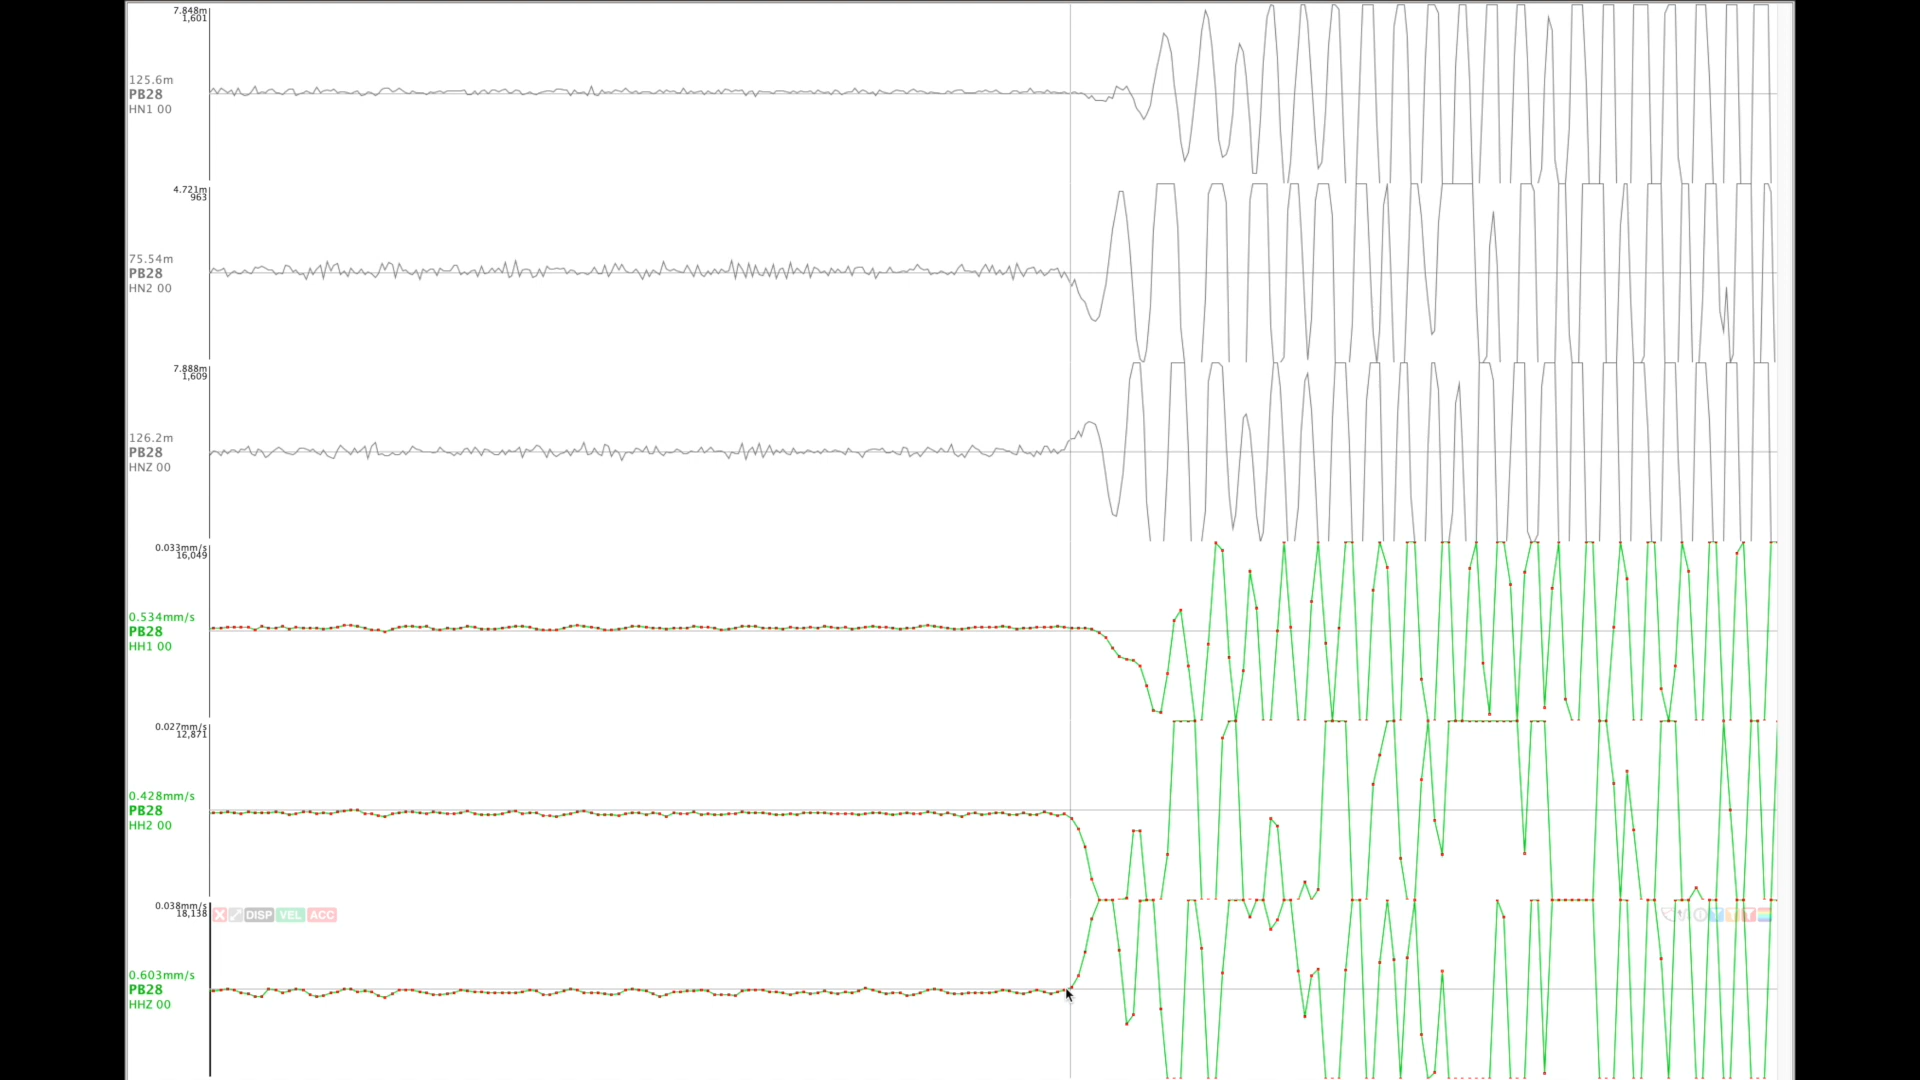 7.848m
1,601
125.6m
PB28
HN1 00
4.721m
963
75.54m
PB28
HN2 00
7.888m
1,609
126.2m
PB28
HNZ 00
0.033mm/s
16,049
0.534mm/s
PB28
HH1 00
0.027mm/s
12,871
0.428mm/s
PB28
HH2 00
0.038mm/s
18,138
DISP VEL ACC
0.603mm/s
PB28
HHZ 00